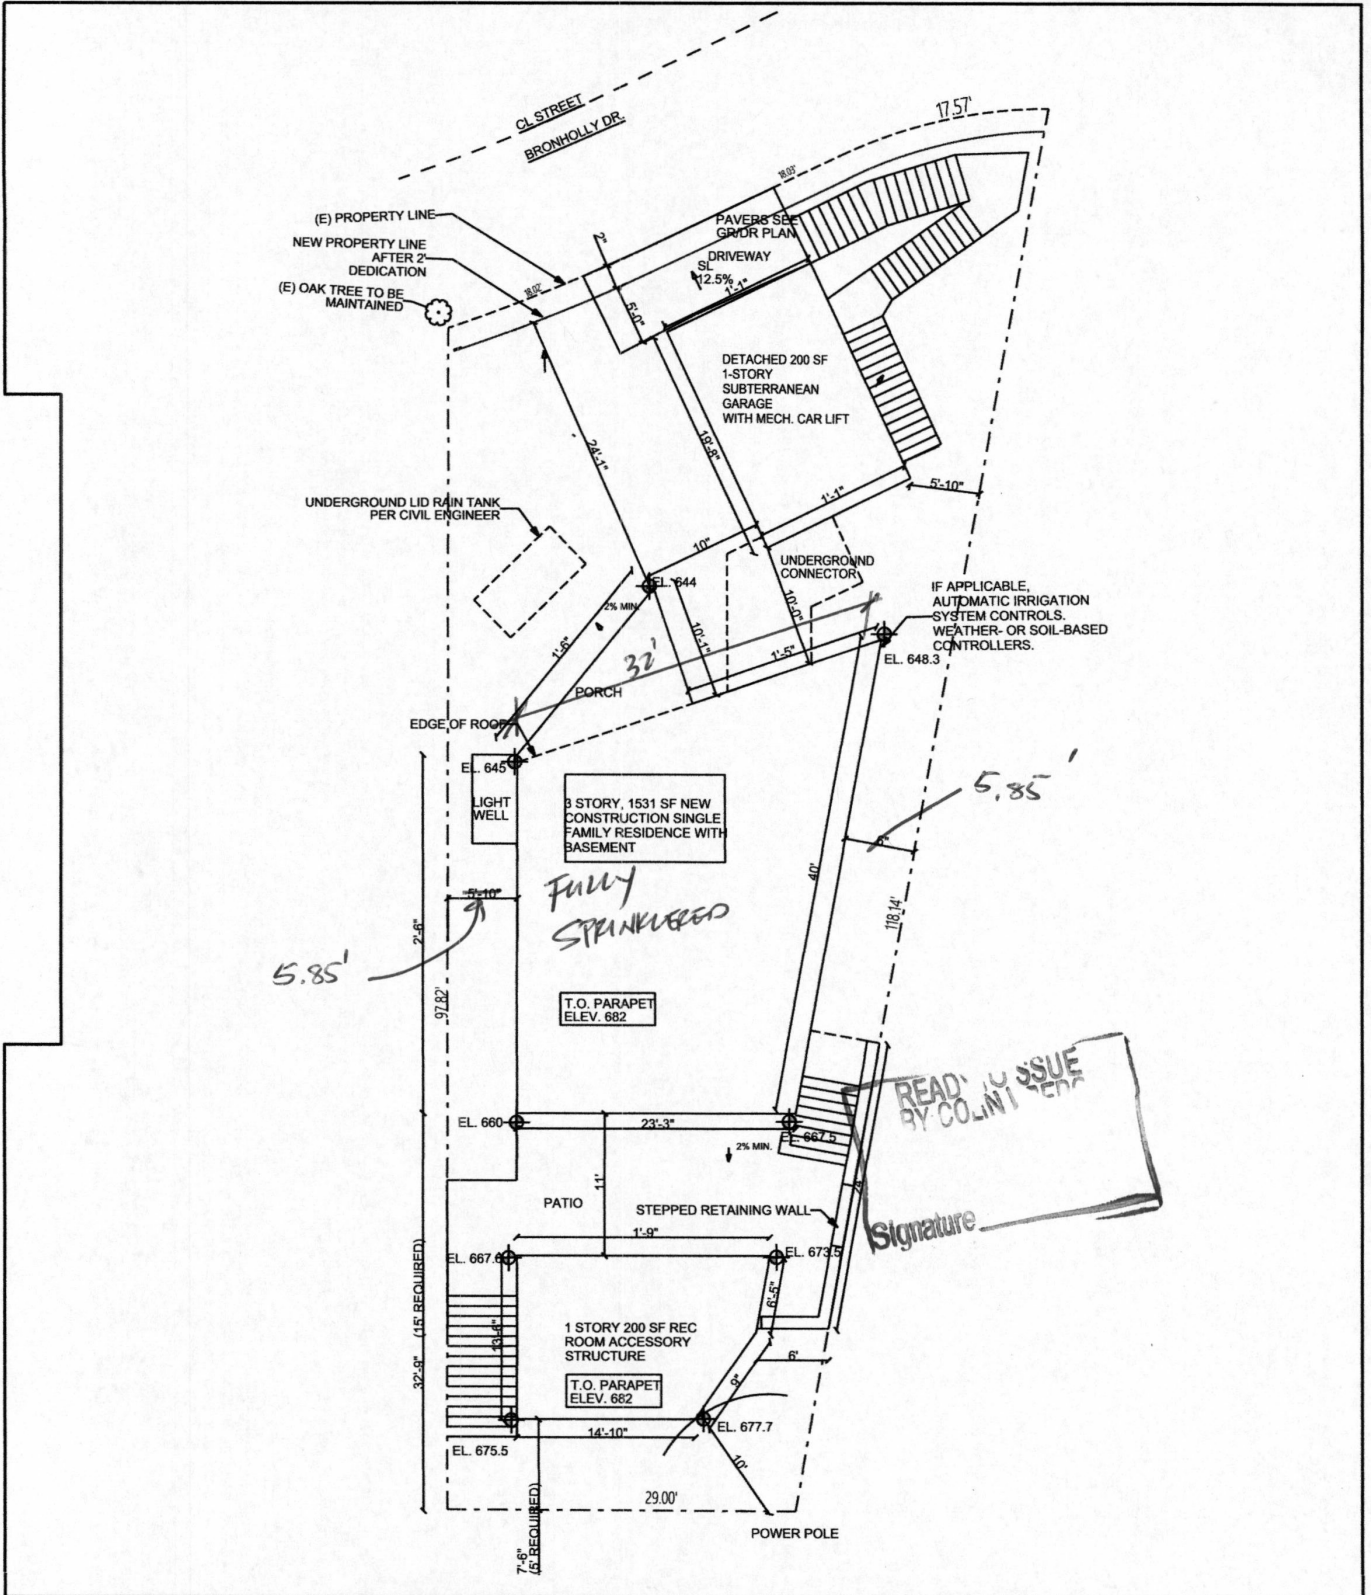 CL STREET
BRONHOLLY DR.
17.57'
18.03'
(E) PROPERTY LINE
NEW PROPERTY LINE
AFTER 2'
DEDICATION
(E) OAK TREE TO BE
MAINTAINED
18.02'
2"
5'-0"
PAVERS SEE
GR/DR PLAN
DRIVEWAY
SL
12.5%
1'-1"
DETACHED 200 SF
1-STORY
SUBTERRANEAN
GARAGE
WITH MECH. CAR LIFT
24'-1"
19'-8"
1'-1"
5'-10"
UNDERGROUND LID RAIN TANK
PER CIVIL ENGINEER
10"
EL. 644
2% MIN.
UNDERGROUND
CONNECTOR
10'-0"
10'-1"
1'-6"
32'
1'-5"
IF APPLICABLE,
AUTOMATIC IRRIGATION
SYSTEM CONTROLS.
WEATHER- OR SOIL-BASED
CONTROLLERS.
EL. 648.3
PORCH
EDGE OF ROOF
EL. 645
LIGHT
WELL
3 STORY, 1531 SF NEW
CONSTRUCTION SINGLE
FAMILY RESIDENCE WITH
BASEMENT
5.85'
6"
40'
118.14'
5'-10"
FULLY
SPRINKLERED
2'-6"
5.85'
97.82'
T.O. PARAPET
ELEV. 682
READY TO ISSUE
BY COLIN
Signature
EL. 660
23'-3"
EL. 667.5
2% MIN.
11'
PATIO
STEPPED RETAINING WALL
1'-9"
EL. 673.5
6'-5"
32'-9" (15' REQUIRED)
13'-6"
1 STORY 200 SF REC
ROOM ACCESSORY
STRUCTURE
T.O. PARAPET
ELEV. 682
6'
9"
EL. 677.7
14'-10"
EL. 675.5
10'
29.00'
7'-6"
(5' REQUIRED)
POWER POLE